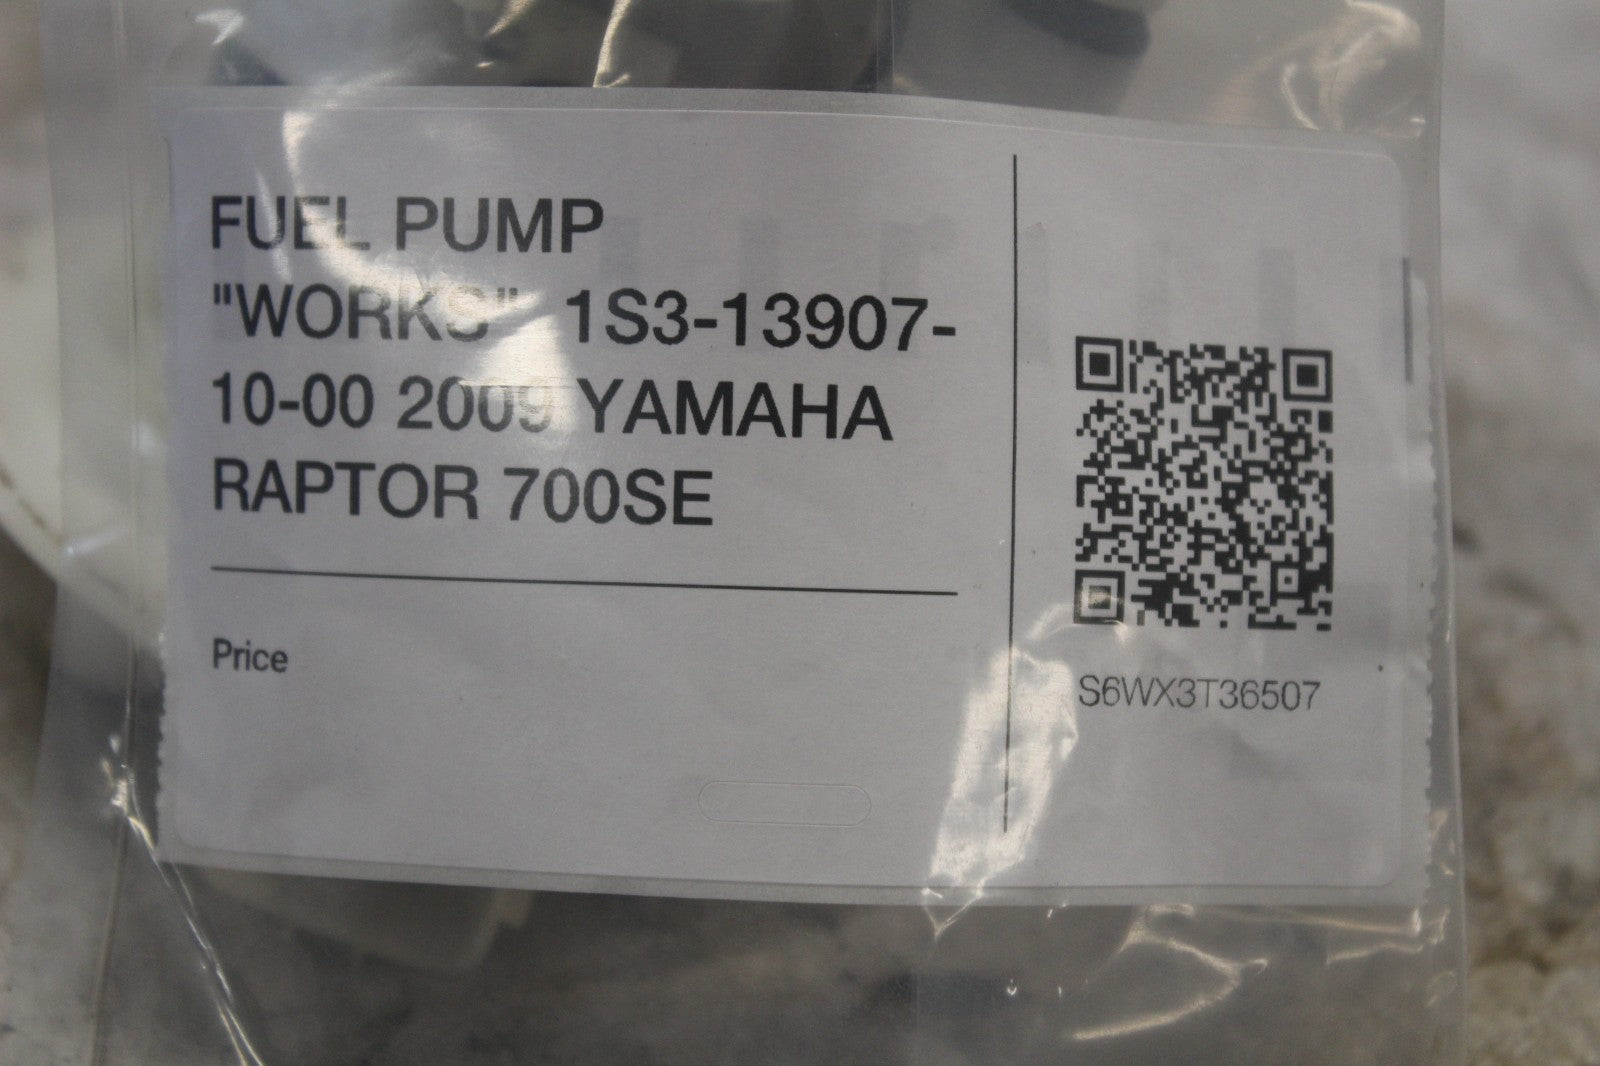 FUEL PUMP
"WORKS" 1S3-13907-
10-00 2009 YAMAHA
RAPTOR 700SE
Price
S6WX3T36507